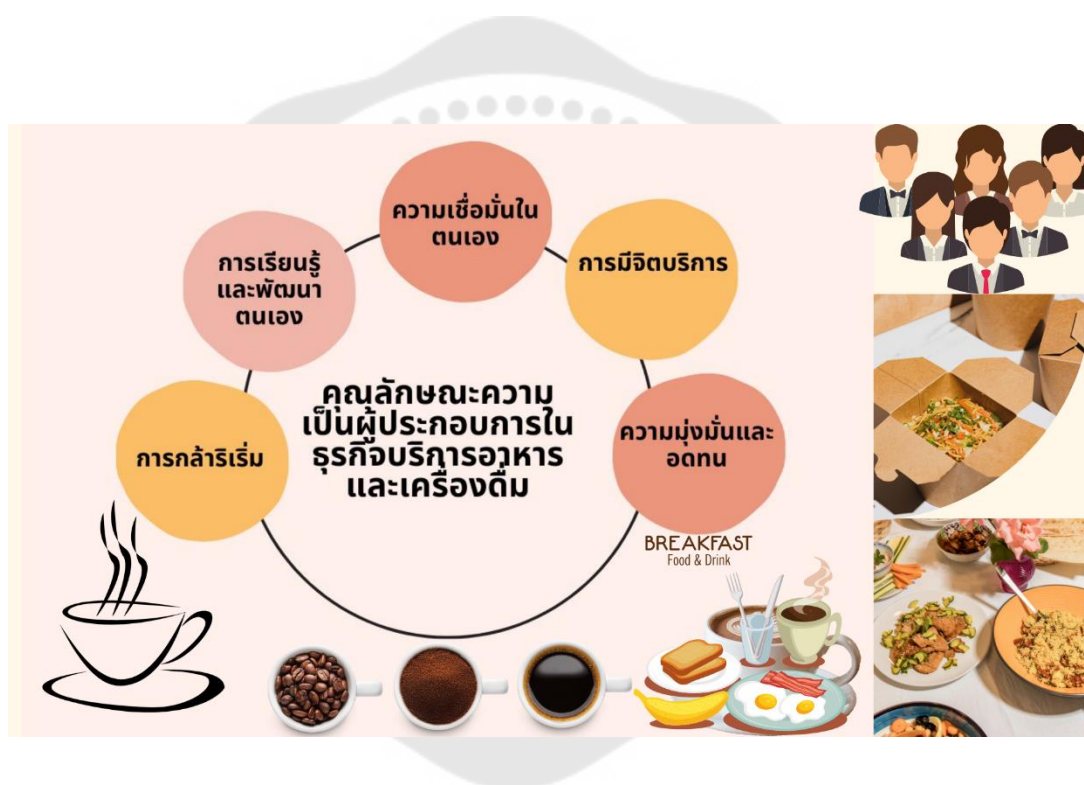 ความเชื่อมั่นใน
ตนเอง
การเรียนรู้
และพัฒนา
ตนเอง
การมีจิตบริการ
คุณลักษณะความ
เป็นผู้ประกอบการใน
ธุรกิจบริการอาหาร
และเครื่องดื่ม
การกล้าริเริ่ม
ความมุ่งมั่นและ
อดทน
BREAKFAST
Food & Drink